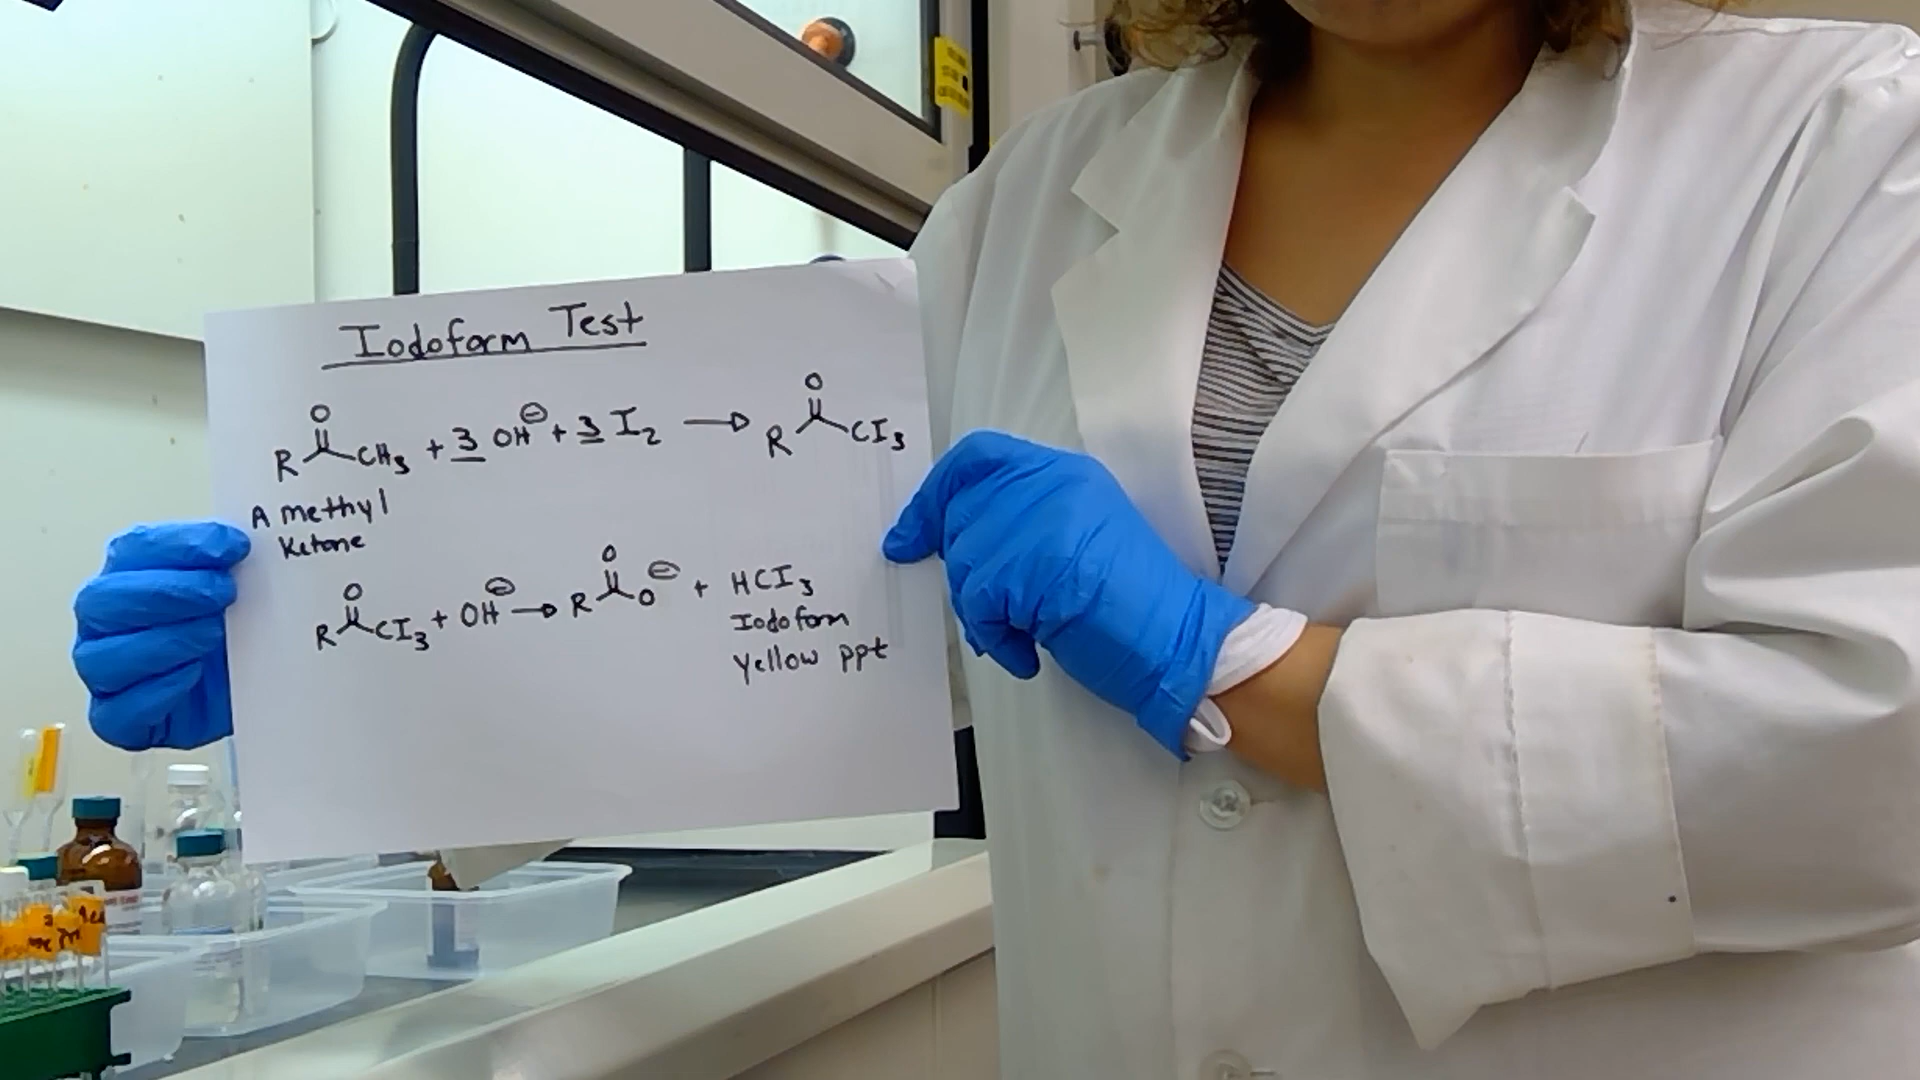 Iodoform Test
O
R CH3 + 3 OH⊖ + 3 I2 → O
R CI3
A methyl
Ketone
O
R CI3 + OH⊖ → O
R O⊖ + HCI3
Iodoform
Yellow ppt